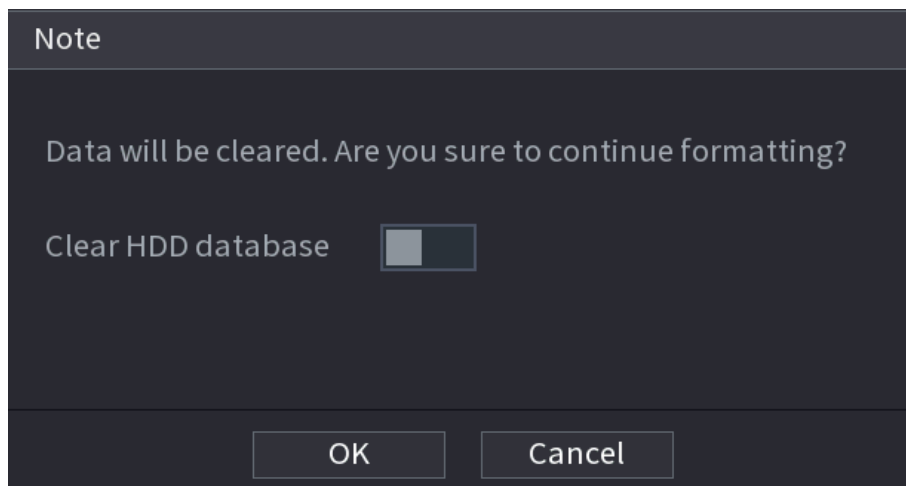 Note
Data will be cleared. Are you sure to continue formatting?
Clear HDD database
OK
Cancel